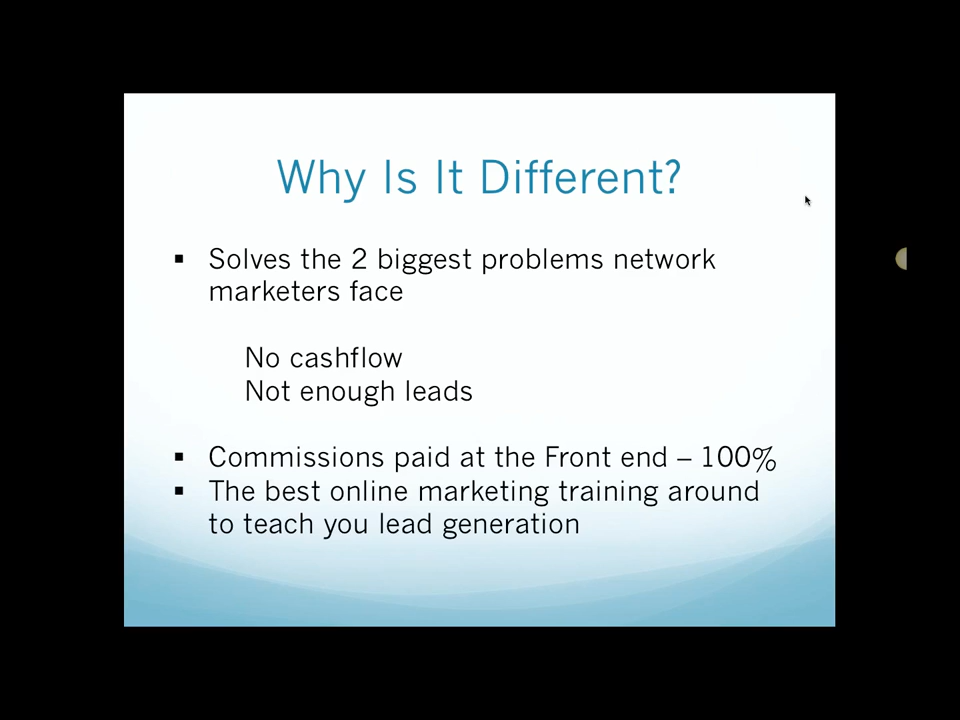 Why Is It Different?
▪ Solves the 2 biggest problems network
marketers face
No cashflow
Not enough leads
▪ Commissions paid at the Front end – 100%
▪ The best online marketing training around
to teach you lead generation